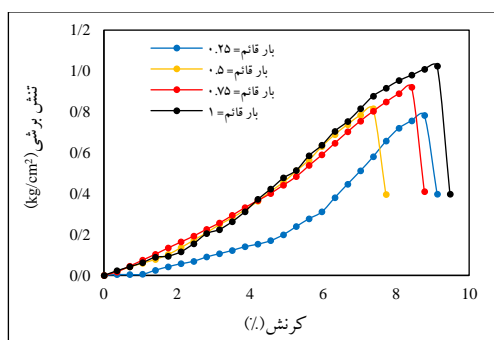 1/2
1/0
0/8
0/6
0/4
0/2
0/0
0
2
4
6
8
10
تنش برشی (kg/cm2)
کرنش(٪)
بار قائم= ۰.۲۵
بار قائم= ۰.۵
بار قائم= ۰.۷۵
بار قائم= ۱